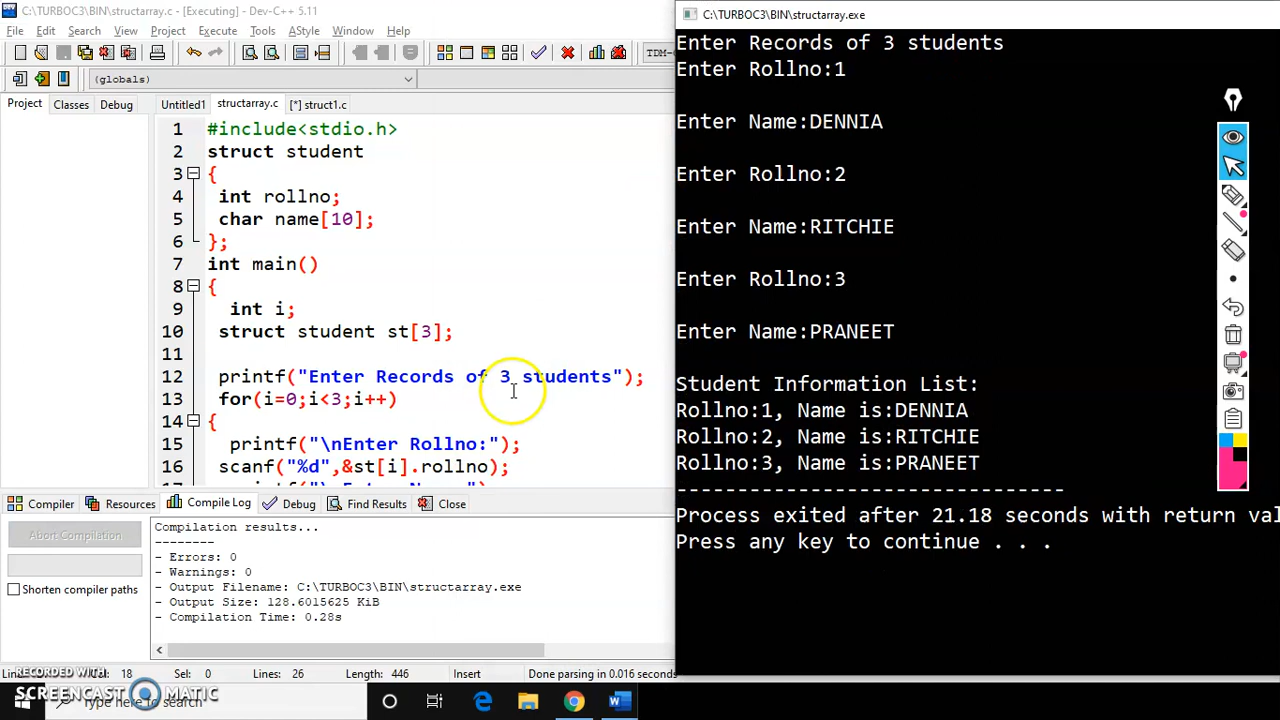 C:\TURBOC3\BIN\structarray.c - [Executing] - Dev-C++ 5.11
File Edit Search View Project Execute Tools AStyle Window Help
TDM-
(globals)
Project Classes Debug
Untitled1 structarray.c [*] struct1.c
1 #include<stdio.h>
2 struct student
3 {
4 int rollno;
5 char name[10];
6 };
7 int main()
8 {
9 int i;
10 struct student st[3];
11
12 printf("Enter Records of 3 students");
13 for(i=0;i<3;i++)
14 {
15 printf("\nEnter Rollno:");
16 scanf("%d",&st[i].rollno);
Compiler Resources Compile Log Debug Find Results Close
Abort Compilation
Shorten compiler paths
Compilation results...
--------
- Errors: 0
- Warnings: 0
- Output Filename: C:\TURBOC3\BIN\structarray.exe
- Output Size: 128.6015625 KiB
- Compilation Time: 0.28s
Col: 18 Sel: 0 Lines: 26 Length: 446 Insert Done parsing in 0.016 seconds
RECORDED WITH
SCREENCAST MATIC
Type here to search
C:\TURBOC3\BIN\structarray.exe
Enter Records of 3 students
Enter Rollno:1
Enter Name:DENNIA
Enter Rollno:2
Enter Name:RITCHIE
Enter Rollno:3
Enter Name:PRANEET
Student Information List:
Rollno:1, Name is:DENNIA
Rollno:2, Name is:RITCHIE
Rollno:3, Name is:PRANEET
--------------------------------
Process exited after 21.18 seconds with return val
Press any key to continue . . .